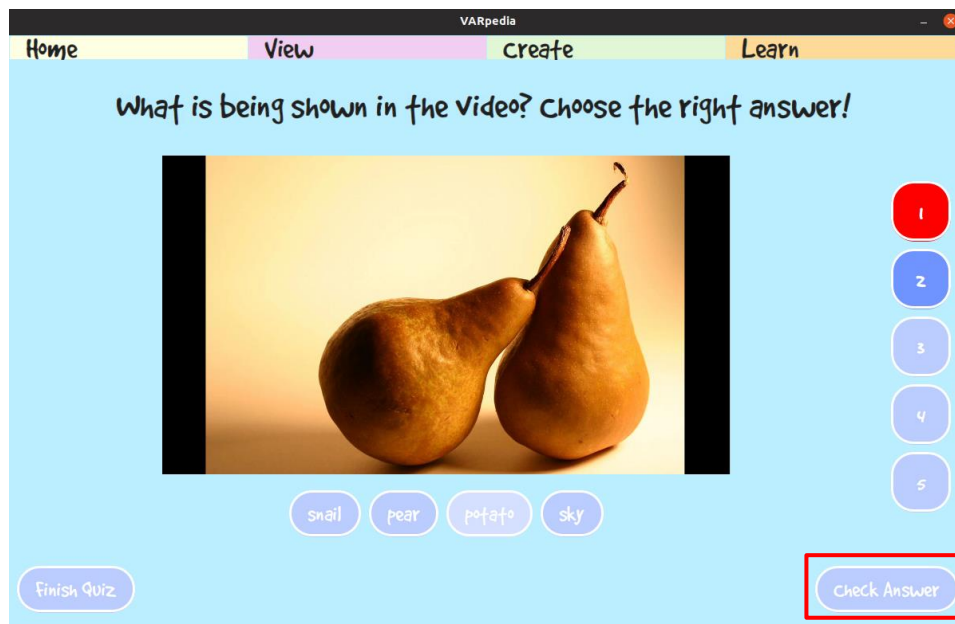 VARpedia
Home View Create Learn
What is being shown in the video? Choose the right answer!
1
2
3
4
5
snail pear potato sky
Finish Quiz Check Answer